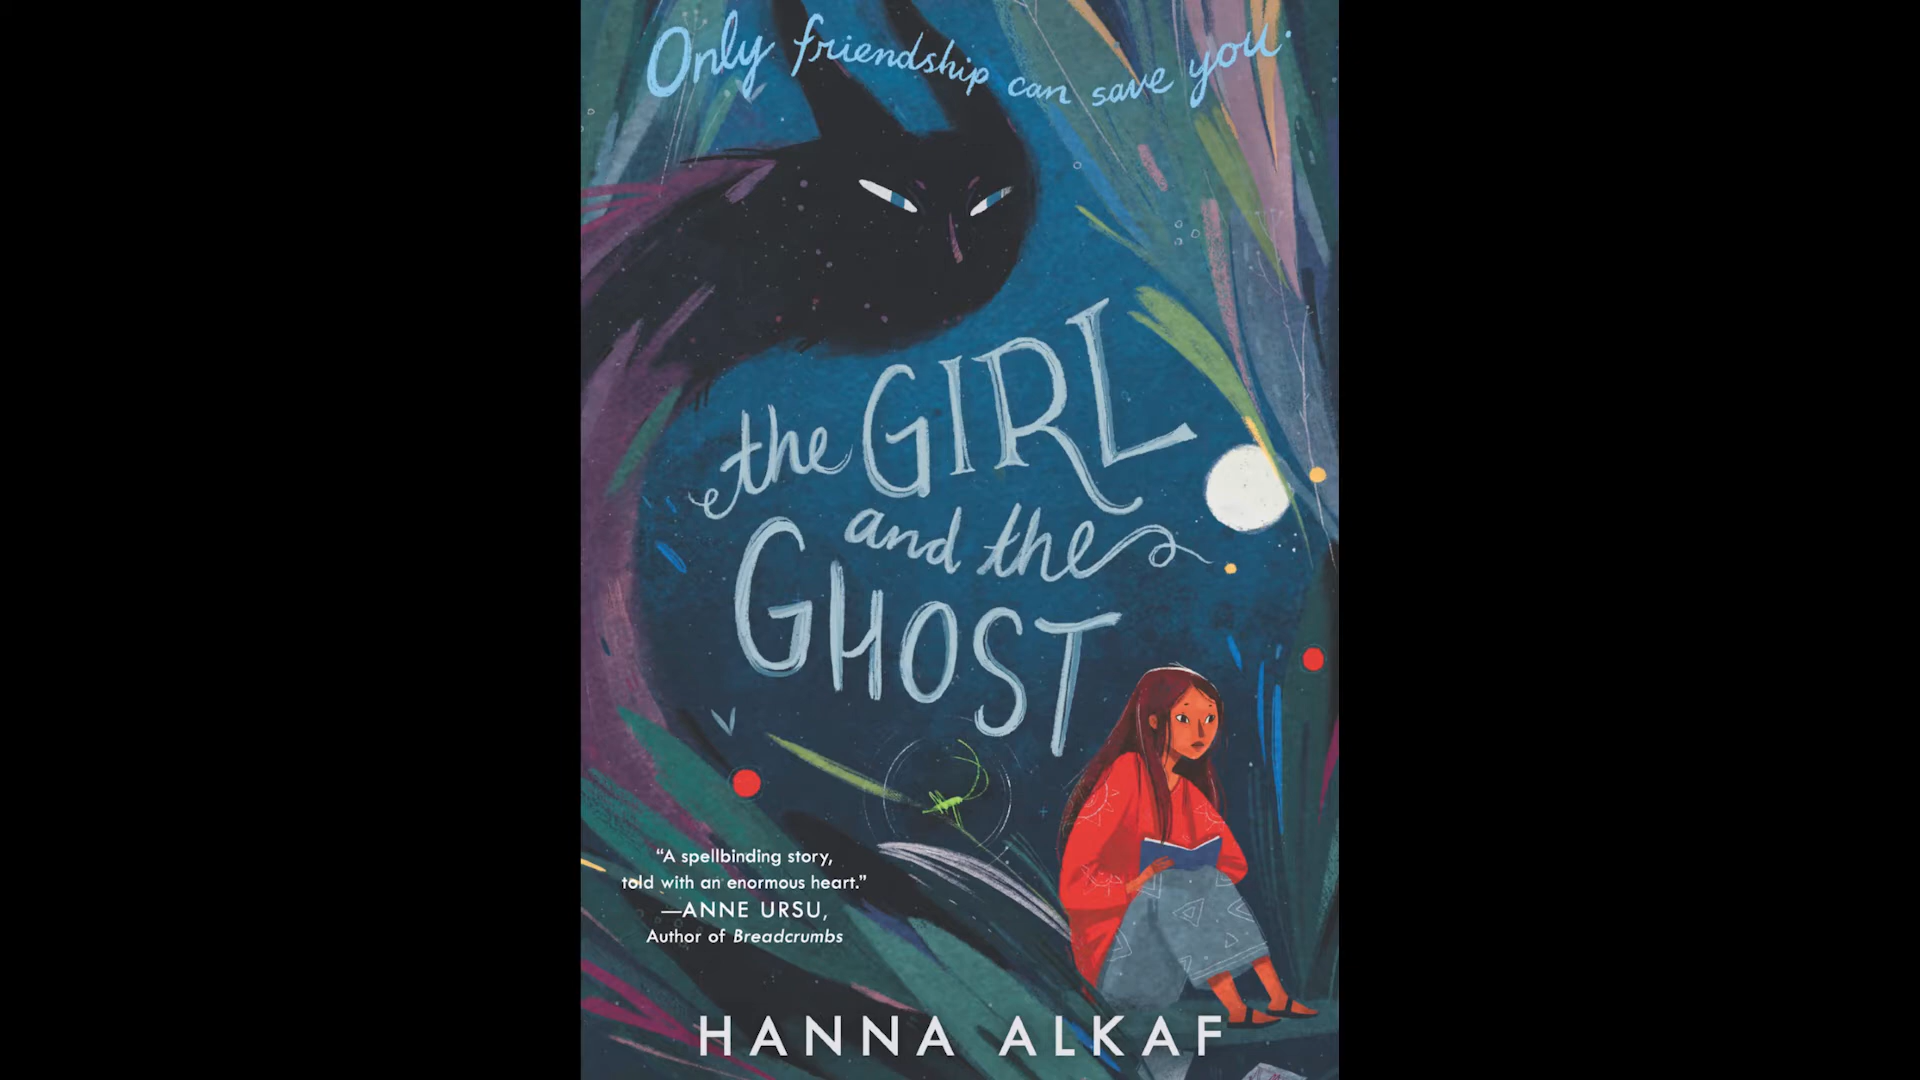 Only friendship can save you.
the GIRL
and the
GHOST
“A spellbinding story,
told with an enormous heart.”
—ANNE URSU,
Author of Breadcrumbs
HANNA ALKAF